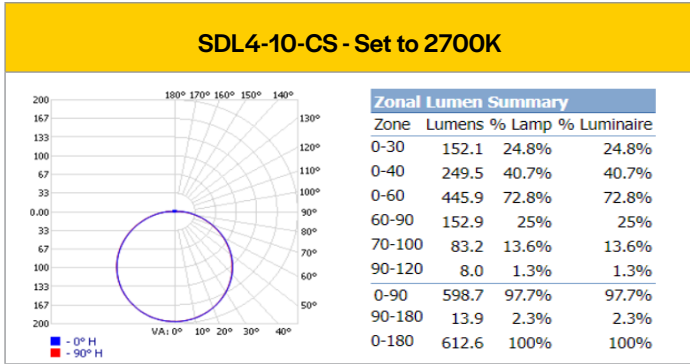 SDL4-10-CS - Set to 2700K
180° 170° 160° 150° 140°
200
167
133
100
67
33
0.00
33
67
100
133
167
200
130°
120°
110°
100°
90°
80°
70°
60°
50°
VA: 0° 10° 20° 30° 40°
- 0° H
- 90° H
Zonal Lumen Summary
Zone Lumens % Lamp % Luminaire
0-30 152.1 24.8% 24.8%
0-40 249.5 40.7% 40.7%
0-60 445.9 72.8% 72.8%
60-90 152.9 25% 25%
70-100 83.2 13.6% 13.6%
90-120 8.0 1.3% 1.3%
0-90 598.7 97.7% 97.7%
90-180 13.9 2.3% 2.3%
0-180 612.6 100% 100%